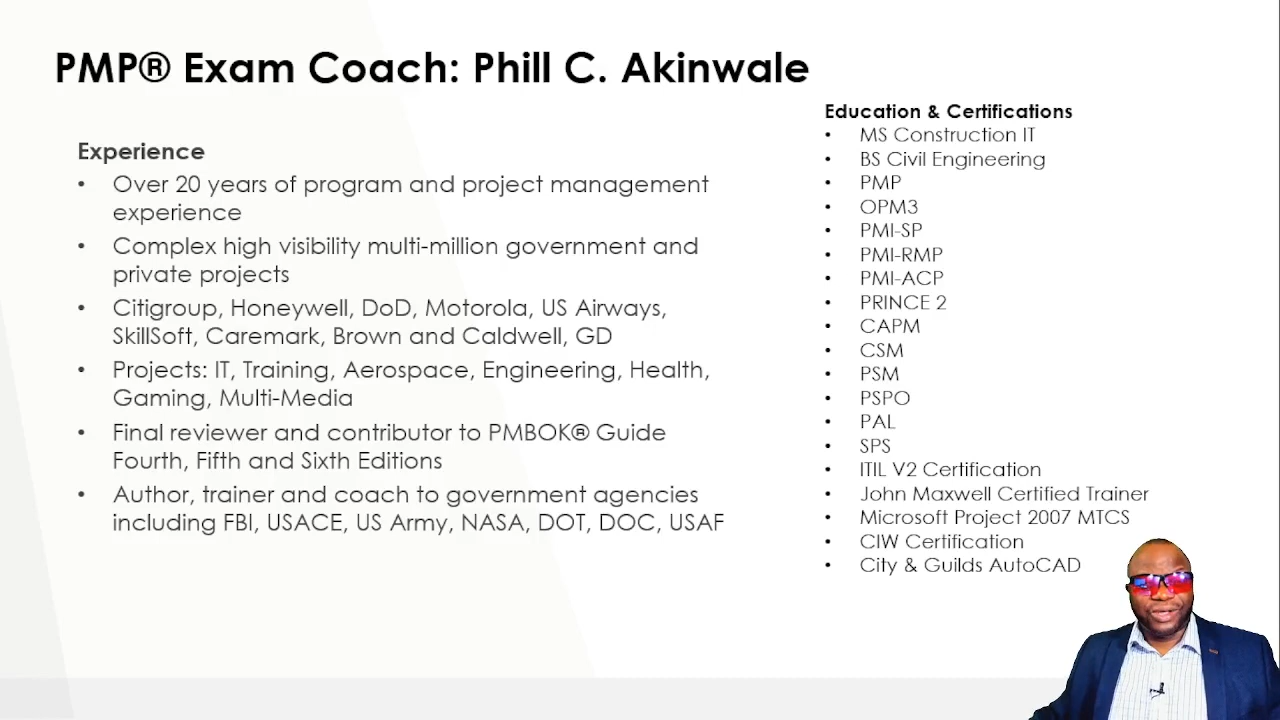 PMP® Exam Coach: Phill C. Akinwale
Experience
• Over 20 years of program and project management
experience
• Complex high visibility multi-million government and
private projects
• Citigroup, Honeywell, DoD, Motorola, US Airways,
SkillSoft, Caremark, Brown and Caldwell, GD
• Projects: IT, Training, Aerospace, Engineering, Health,
Gaming, Multi-Media
• Final reviewer and contributor to PMBOK® Guide
Fourth, Fifth and Sixth Editions
• Author, trainer and coach to government agencies
including FBI, USACE, US Army, NASA, DOT, DOC, USAF
Education & Certifications
• MS Construction IT
• BS Civil Engineering
• PMP
• OPM3
• PMI-SP
• PMI-RMP
• PMI-ACP
• PRINCE 2
• CAPM
• CSM
• PSM
• PSPO
• PAL
• SPS
• ITIL V2 Certification
• John Maxwell Certified Trainer
• Microsoft Project 2007 MTCS
• CIW Certification
• City & Guilds AutoCAD